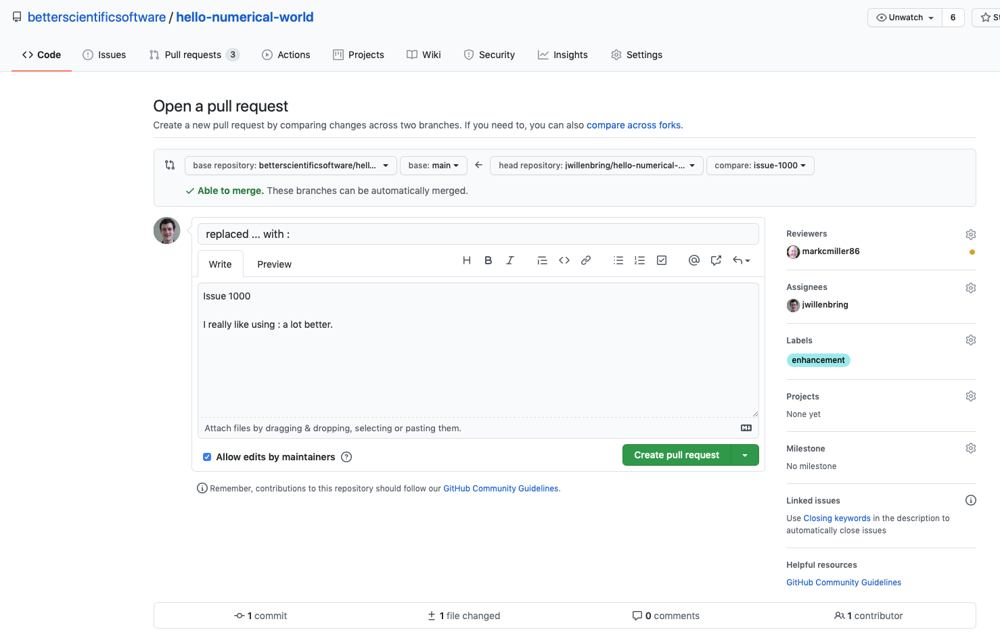 betterscientificsoftware / hello-numerical-world
Unwatch 6
Code Issues Pull requests 3 Actions Projects Wiki Security Insights Settings
Open a pull request
Create a new pull request by comparing changes across two branches. If you need to, you can also compare across forks.
base repository: betterscientificsoftware/hell... base: main ← head repository: jwillenbring/hello-numerical-... compare: issue-1000
Able to merge. These branches can be automatically merged.
replaced ... with :
Write Preview
Issue 1000
I really like using : a lot better.
Attach files by dragging & dropping, selecting or pasting them.
Allow edits by maintainers
Create pull request
Remember, contributions to this repository should follow our GitHub Community Guidelines.
Reviewers
markcmiller86
Assignees
jwillenbring
Labels
enhancement
Projects
None yet
Milestone
No milestone
Linked issues
Use Closing keywords in the description to
automatically close issues
Helpful resources
GitHub Community Guidelines
1 commit 1 file changed 0 comments 1 contributor